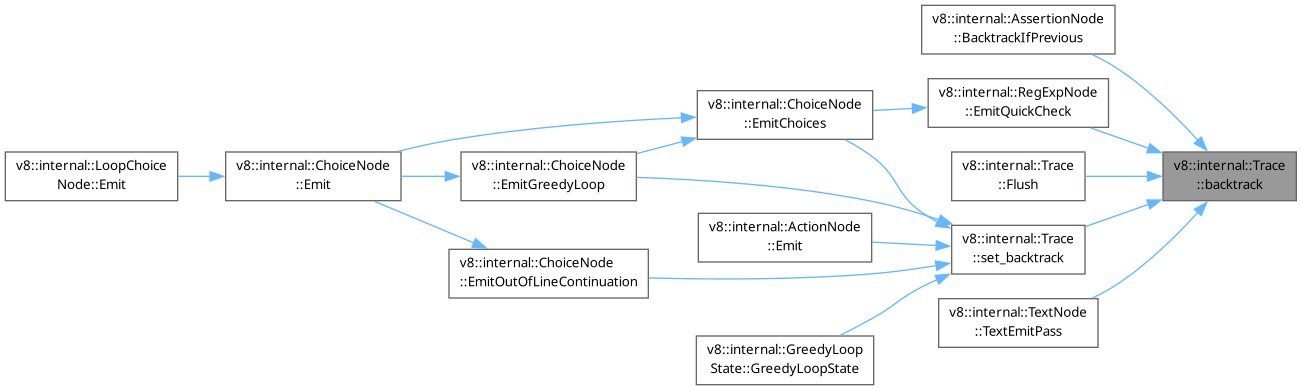 v8::internal::LoopChoice
Node::Emit
v8::internal::ChoiceNode
::Emit
v8::internal::ChoiceNode
::EmitGreedyLoop
v8::internal::ChoiceNode
::EmitOutOfLineContinuation
v8::internal::ChoiceNode
::EmitChoices
v8::internal::ActionNode
::Emit
v8::internal::GreedyLoop
State::GreedyLoopState
v8::internal::AssertionNode
::BacktrackIfPrevious
v8::internal::RegExpNode
::EmitQuickCheck
v8::internal::Trace
::Flush
v8::internal::Trace
::set_backtrack
v8::internal::TextNode
::TextEmitPass
v8::internal::Trace
::backtrack